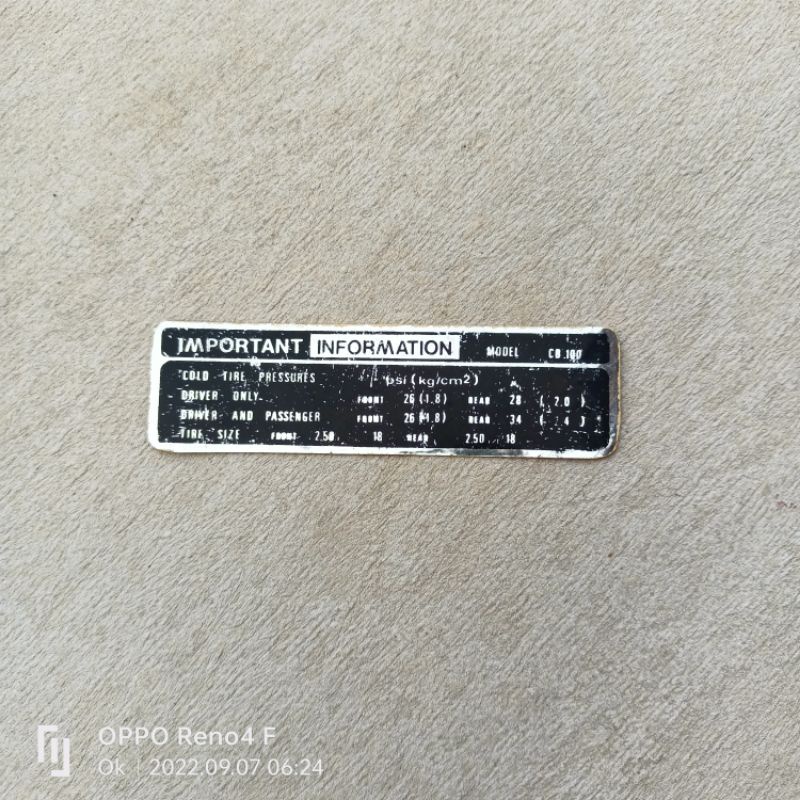 IMPORTANT INFORMATION MODEL CB 100
COLD TIRE PRESSURES psi (kg/cm2)
DRIVER ONLY FRONT 26 (1.8) REAR 28 ( 2.0 )
DRIVER AND PASSENGER FRONT 26 (1.8) REAR 34 ( . 4 )
TIRE SIZE FRONT 2.50 18 REAR 2.50 18
OPPO Reno4 F
Ok | 2022.09.07 06:24